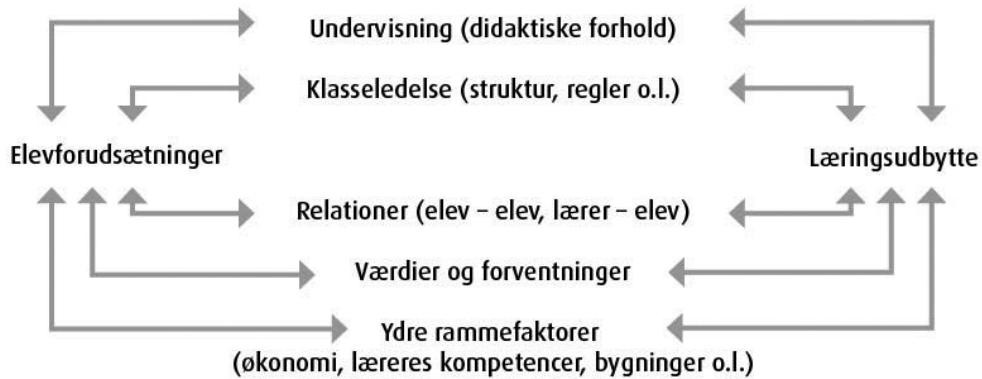 Undervisning (didaktiske forhold)
Klasseledelse (struktur, regler o.l.)
Elevforudsætninger
Læringsudbytte
Relationer (elev – elev, lærer – elev)
Værdier og forventninger
Ydre rammefaktorer
(økonomi, læreres kompetencer, bygninger o.l.)